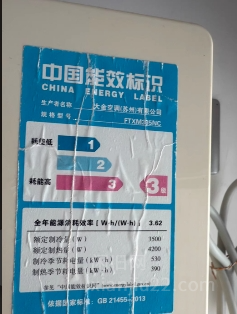 中国能效标识
CHINA ENERGY LABEL
生产者名称 大金空调(苏州)有限公司
规格型号
耗能低
1
2
耗能高 3 3级
全年能源消耗效率(W·h/(W·h) 3.62
额定制冷量(W) 3500
额定制热量(W) 4200
制冷季节耗电量(kW·h) 530
制热季节耗电量(kW·h) 390
依据国家标准: GB 21455-2013